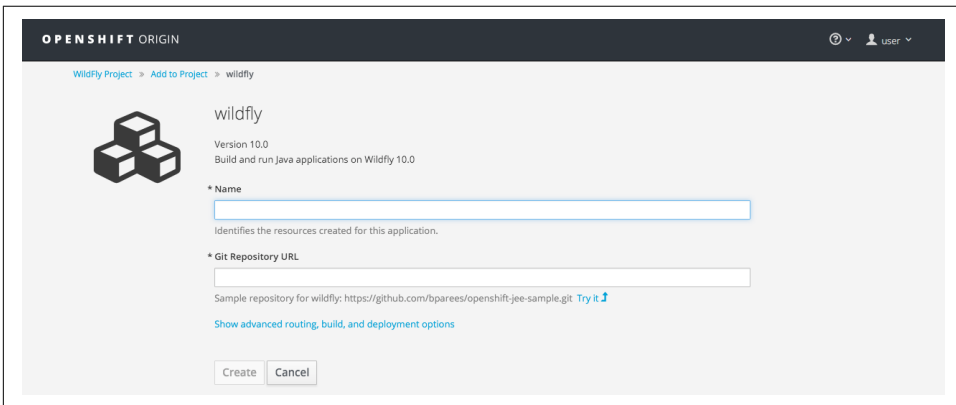 OPENSHIFT ORIGIN
user
WildFly Project » Add to Project » wildfly
wildfly
Version 10.0
Build and run Java applications on Wildfly 10.0
* Name
Identifies the resources created for this application.
* Git Repository URL
Sample repository for wildfly: https://github.com/bparees/openshift-jee-sample.git Try it
Show advanced routing, build, and deployment options
Create Cancel